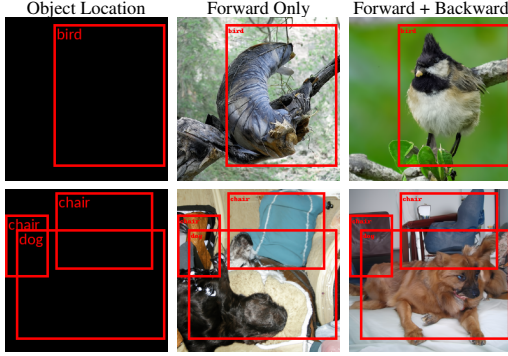 Object Location Forward Only Forward + Backward
bird bird bird
chair chair chair
chair
dog